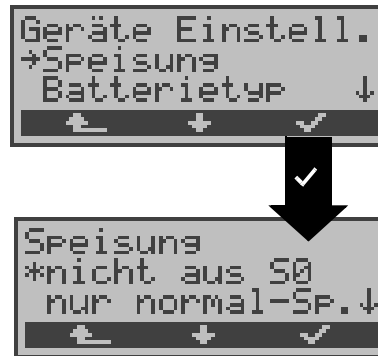 Geräte Einstell.
→Speisung
Batterietyp ↓
Speisung
*nicht aus S0
nur normal-Sp.↓